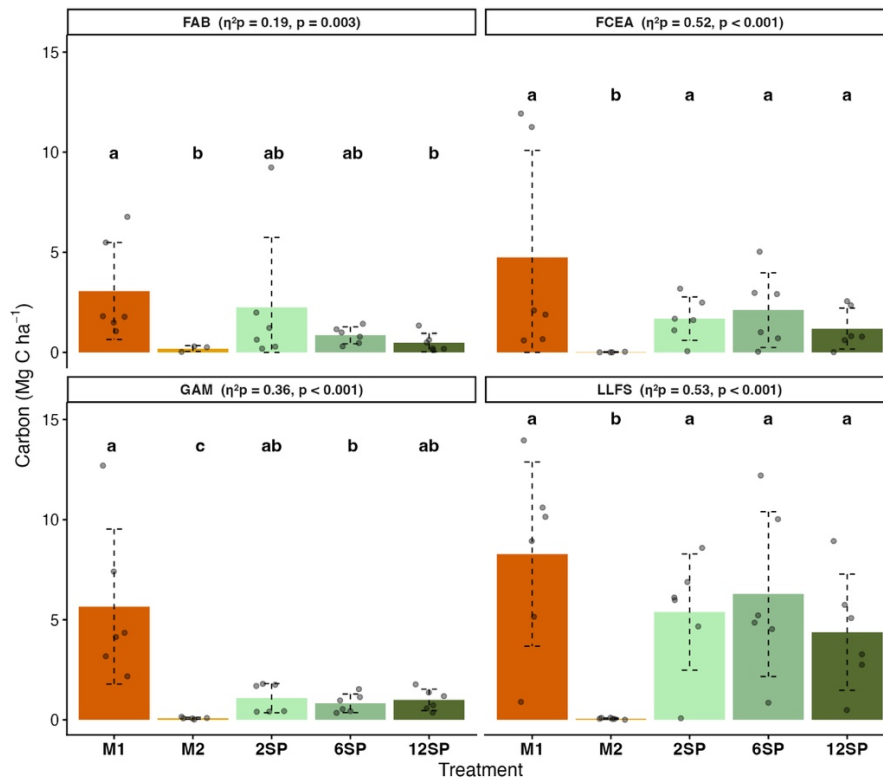 FAB (η²p = 0.19, p = 0.003)
FCEA (η²p = 0.52, p < 0.001)
15
10
5
0
a
b
ab
ab
b
a
b
a
a
a
GAM (η²p = 0.36, p < 0.001)
LLFS (η²p = 0.53, p < 0.001)
15
10
5
0
a
c
ab
b
ab
a
b
a
a
a
Carbon (Mg C ha⁻¹)
M1 M2 2SP 6SP 12SP
M1 M2 2SP 6SP 12SP
Treatment